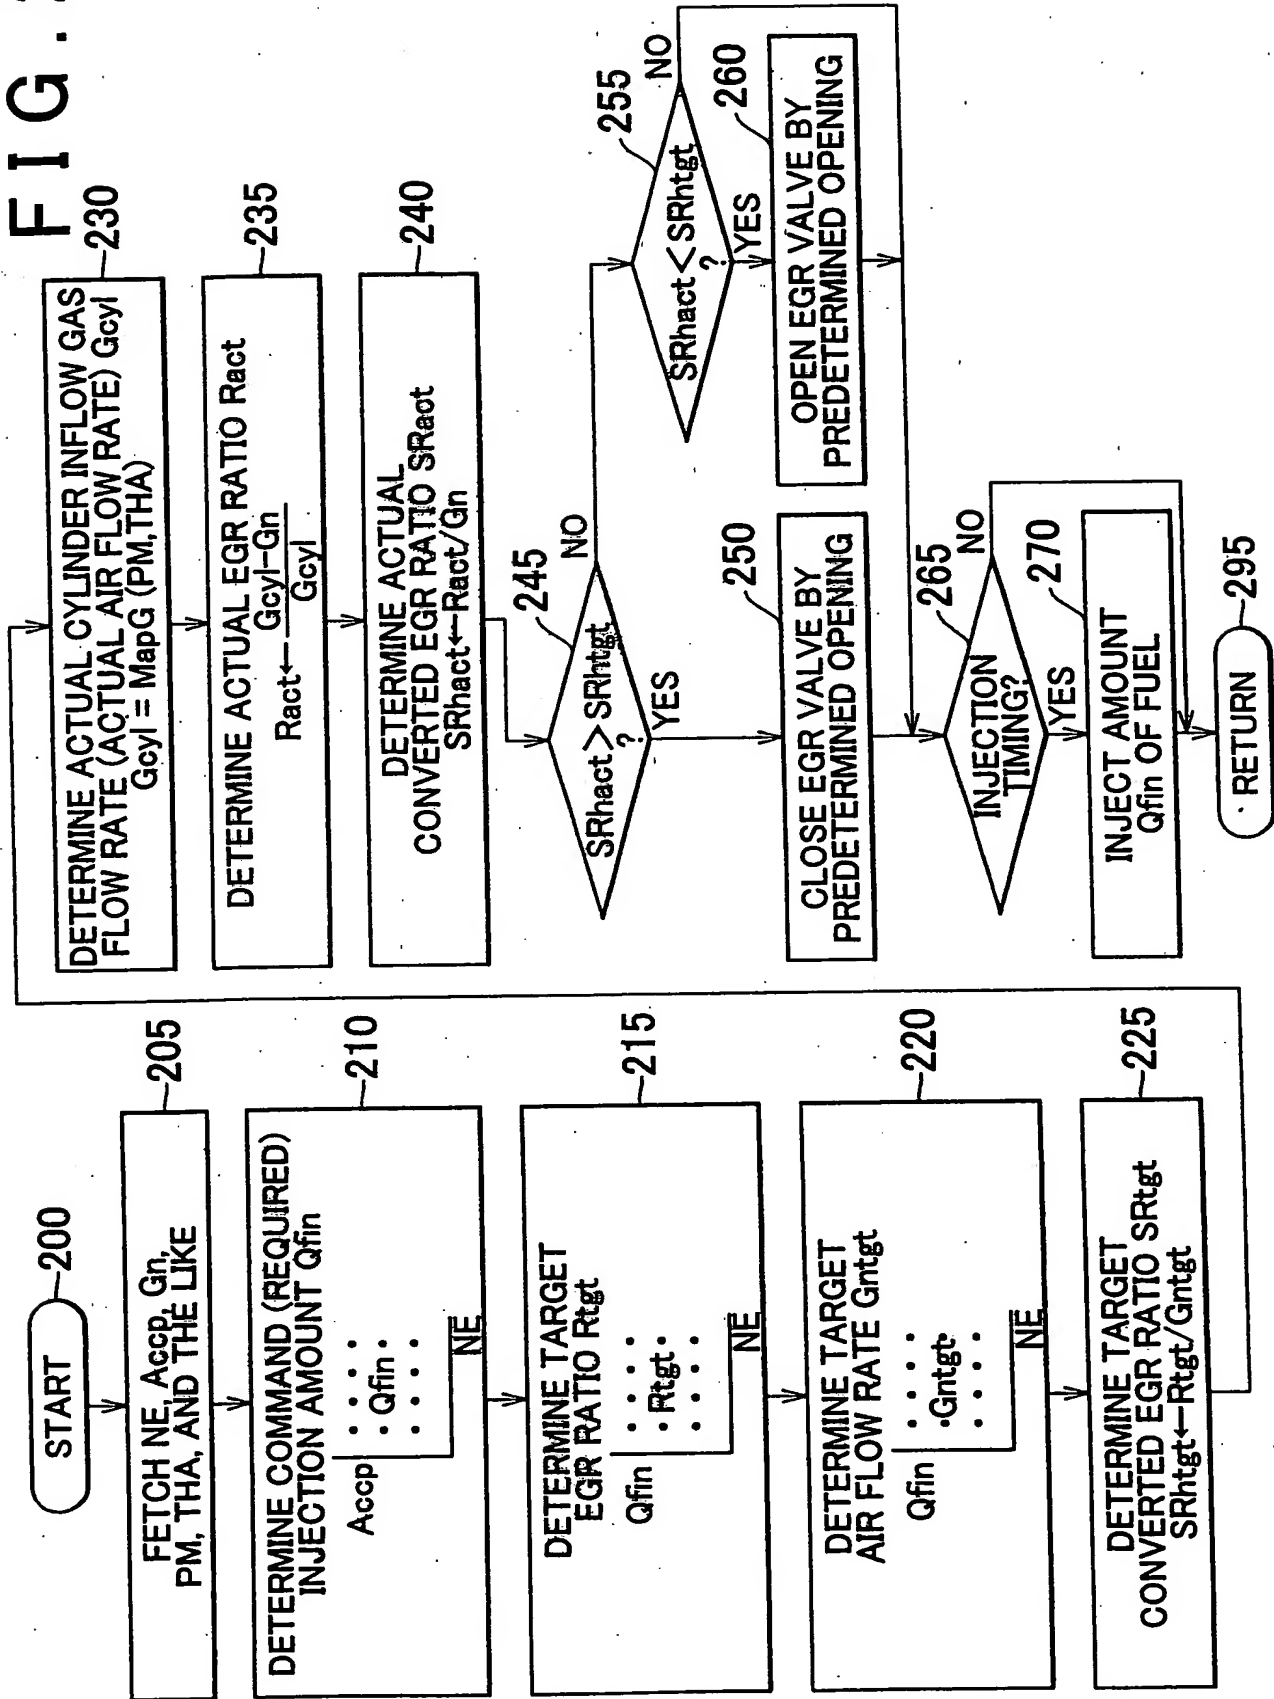 FIG.
START
200
FETCH NE, Accp, Gn,
PM, THA, AND THE LIKE
205
DETERMINE COMMAND (REQUIRED)
INJECTION AMOUNT Qfin
210
Accp
Qfin
NE
DETERMINE TARGET
EGR RATIO Rtgt
215
Qfin
Rtgt
NE
DETERMINE TARGET
AIR FLOW RATE Gntgt
220
Qfin
Gntgt
NE
DETERMINE TARGET
CONVERTED EGR RATIO SRtgt
SRhtgt←Rtgt/Gntgt
225
DETERMINE ACTUAL CYLINDER INFLOW GAS
FLOW RATE (ACTUAL AIR FLOW RATE) Gcyl
Gcyl = MapG (PM,THA)
230
DETERMINE ACTUAL EGR RATIO Ract
Ract← Gcyl-Gn
Gcyl
235
DETERMINE ACTUAL
CONVERTED EGR RATIO SRact
SRhact←Ract/Gn
240
245
SRhact > SRhtgt
?
NO
YES
255
SRhact < SRhtgt
?
NO
YES
CLOSE EGR VALVE BY
PREDETERMINED OPENING
250
OPEN EGR VALVE BY
PREDETERMINED OPENING
260
265
INJECTION
TIMING?
NO
YES
INJECT AMOUNT
Qfin OF FUEL
270
RETURN
295